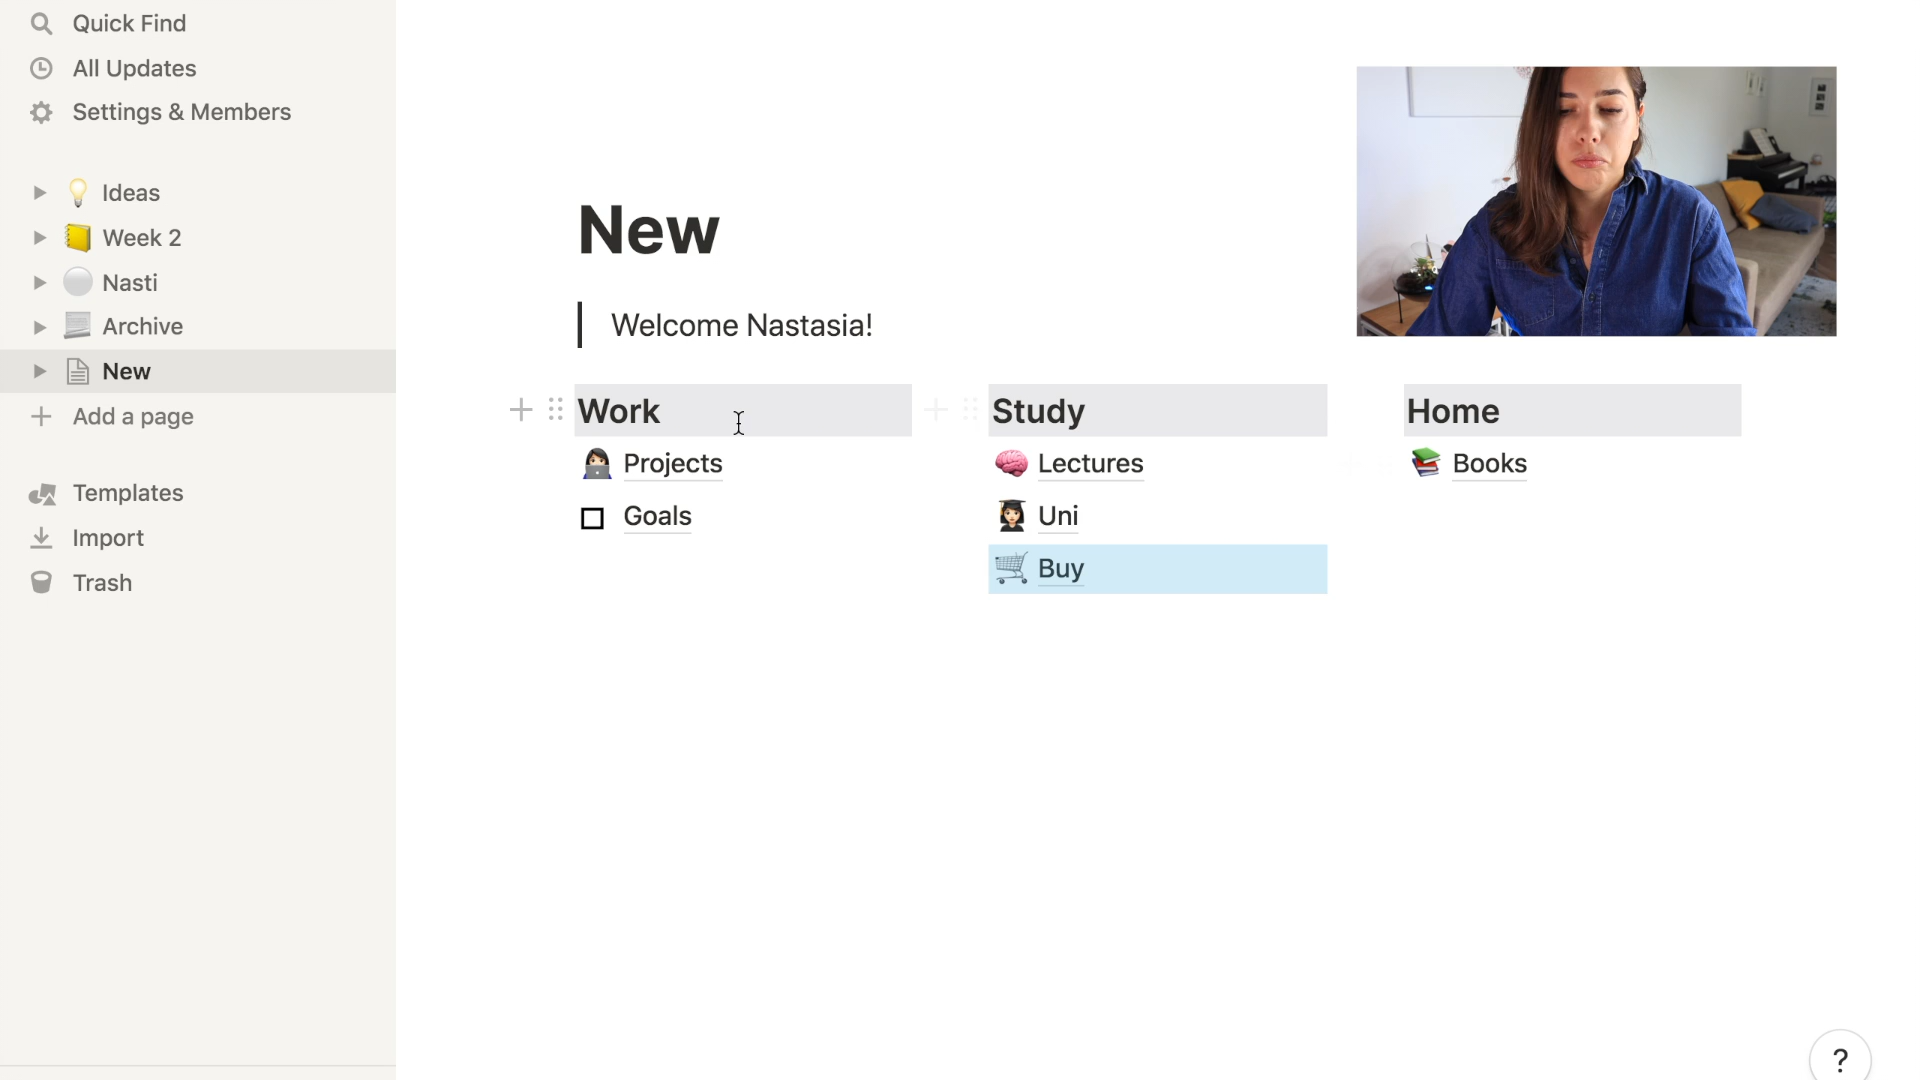 Quick Find
All Updates
Settings & Members
Ideas
Week 2
Nasti
Archive
New
Add a page
Templates
Import
Trash
New
Welcome Nastasia!
Work
Projects
Goals
Study
Lectures
Uni
Buy
Home
Books
?